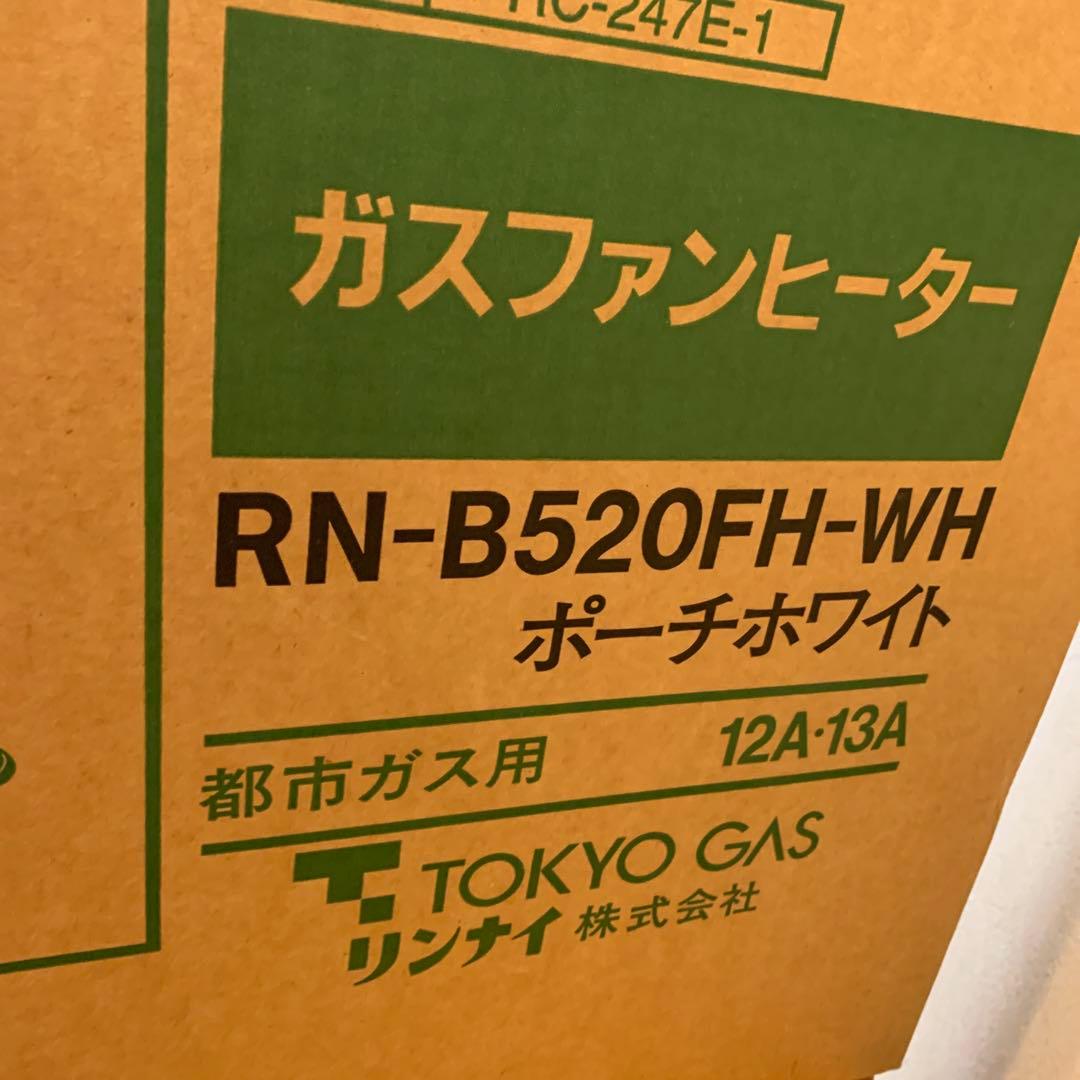 RC-247E-1
ガスファンヒーター
RN-B520FH-WH
ポーチホワイト
都市ガス用 12A·13A
TOKYO GAS
リンナイ 株式会社